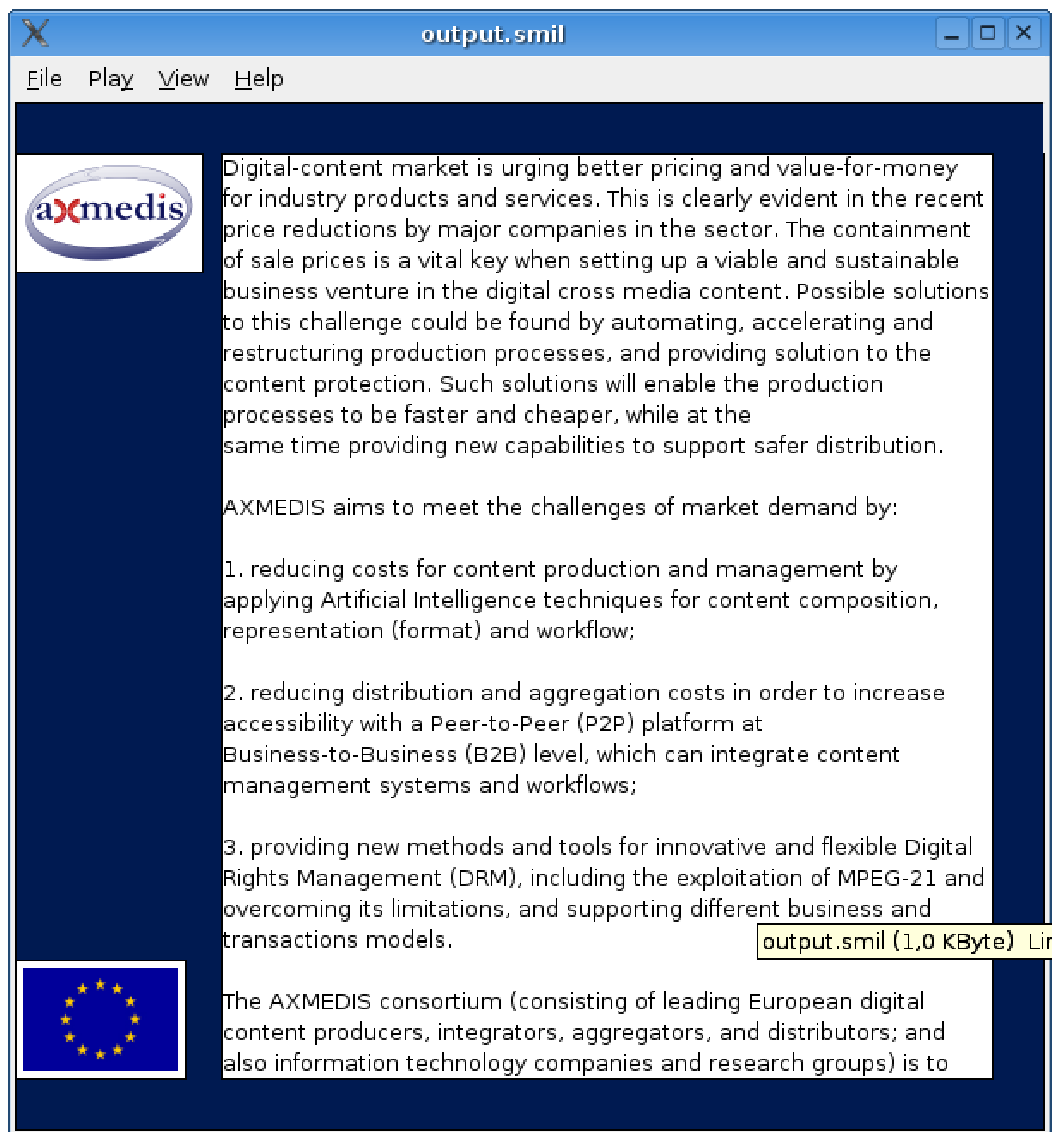 output.smil
File Play View Help
axmedis
Digital-content market is urging better pricing and value-for-money
for industry products and services. This is clearly evident in the recent
price reductions by major companies in the sector. The containment
of sale prices is a vital key when setting up a viable and sustainable
business venture in the digital cross media content. Possible solutions
to this challenge could be found by automating, accelerating and
restructuring production processes, and providing solution to the
content protection. Such solutions will enable the production
processes to be faster and cheaper, while at the
same time providing new capabilities to support safer distribution.
AXMEDIS aims to meet the challenges of market demand by:
1. reducing costs for content production and management by
applying Artificial Intelligence techniques for content composition,
representation (format) and workflow;
2. reducing distribution and aggregation costs in order to increase
accessibility with a Peer-to-Peer (P2P) platform at
Business-to-Business (B2B) level, which can integrate content
management systems and workflows;
3. providing new methods and tools for innovative and flexible Digital
Rights Management (DRM), including the exploitation of MPEG-21 and
overcoming its limitations, and supporting different business and
transactions models.
output.smil (1,0 KByte)
The AXMEDIS consortium (consisting of leading European digital
content producers, integrators, aggregators, and distributors; and
also information technology companies and research groups) is to